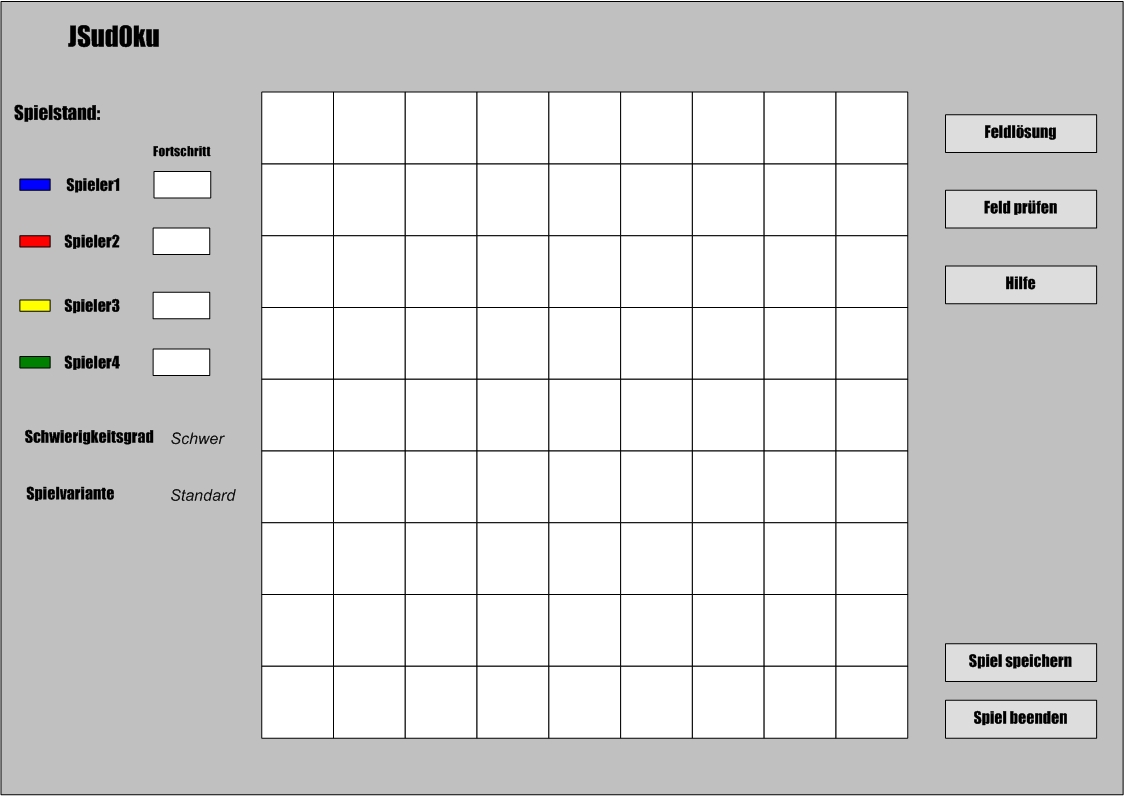 JSudOku
Spielstand:
Fortschritt
Spieler1
Spieler2
Spieler3
Spieler4
Schwierigkeitsgrad Schwer
Spielvariante Standard
Feldlösung
Feld prüfen
Hilfe
Spiel speichern
Spiel beenden